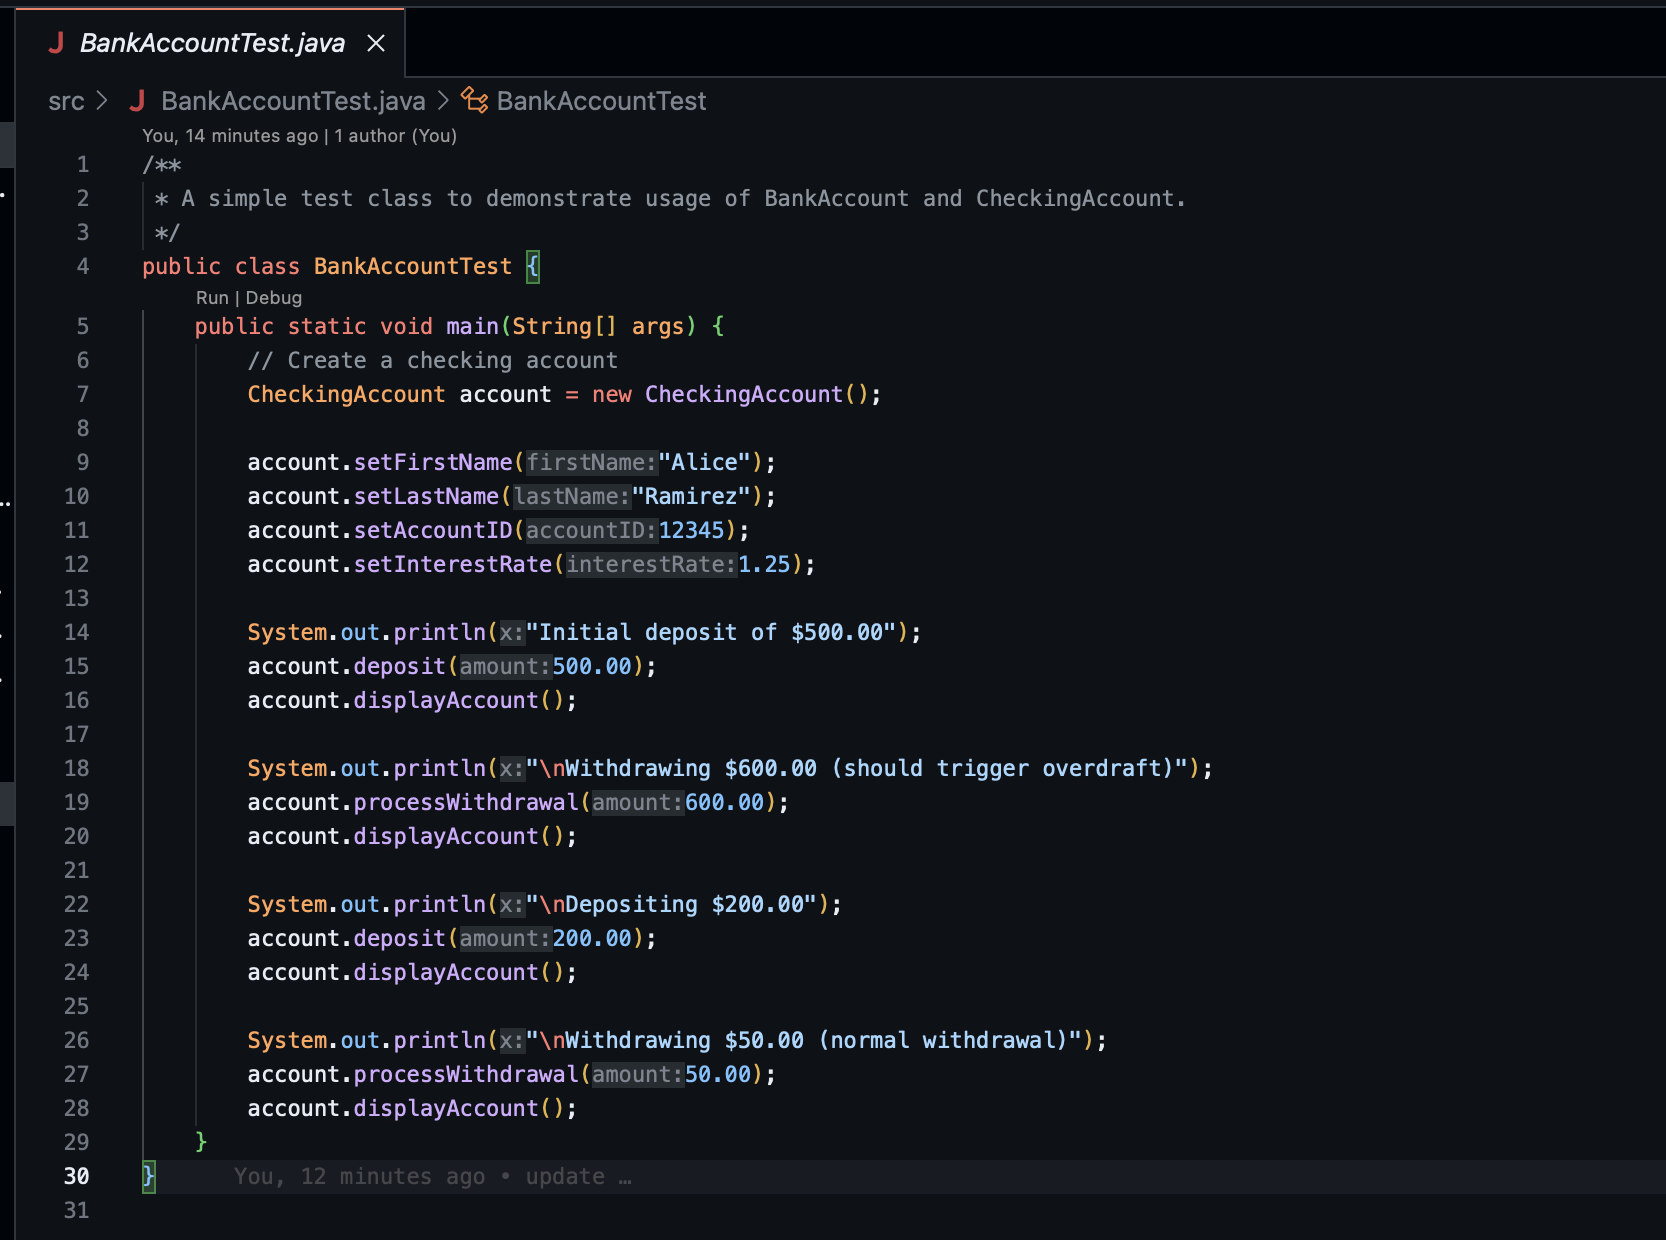 J BankAccountTest.java ×
src > J BankAccountTest.java > BankAccountTest
You, 14 minutes ago | 1 author (You)
1 /**
2  * A simple test class to demonstrate usage of BankAccount and CheckingAccount.
3  */
4 public class BankAccountTest {
Run | Debug
5     public static void main(String[] args) {
6         // Create a checking account
7         CheckingAccount account = new CheckingAccount();
8
9         account.setFirstName(firstName:"Alice");
10         account.setLastName(lastName:"Ramirez");
11         account.setAccountID(accountID:12345);
12         account.setInterestRate(interestRate:1.25);
13
14         System.out.println(x:"Initial deposit of $500.00");
15         account.deposit(amount:500.00);
16         account.displayAccount();
17
18         System.out.println(x:"\nWithdrawing $600.00 (should trigger overdraft)");
19         account.processWithdrawal(amount:600.00);
20         account.displayAccount();
21
22         System.out.println(x:"\nDepositing $200.00");
23         account.deposit(amount:200.00);
24         account.displayAccount();
25
26         System.out.println(x:"\nWithdrawing $50.00 (normal withdrawal)");
27         account.processWithdrawal(amount:50.00);
28         account.displayAccount();
29     }
30 }      You, 12 minutes ago • update …
31